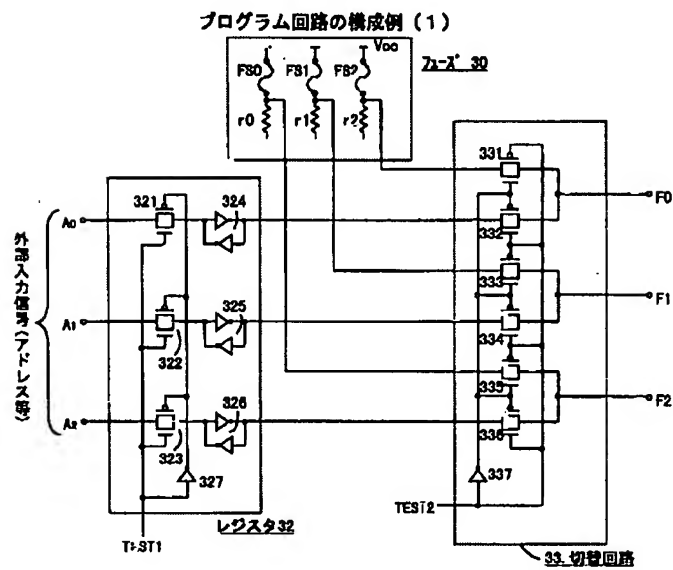 プログラム回路の構成例（1）
VDD
FS0
FS1
FS2
ﾌｭｰｽﾞ 30
r0
r1
r2
331
321
324
A0
332
F0
333
外部入力信号（アドレス等）
325
A1
322
334
F1
335
326
A2
323
336
F2
327
337
レジスタ32
TEST2
TEST1
33 切替回路